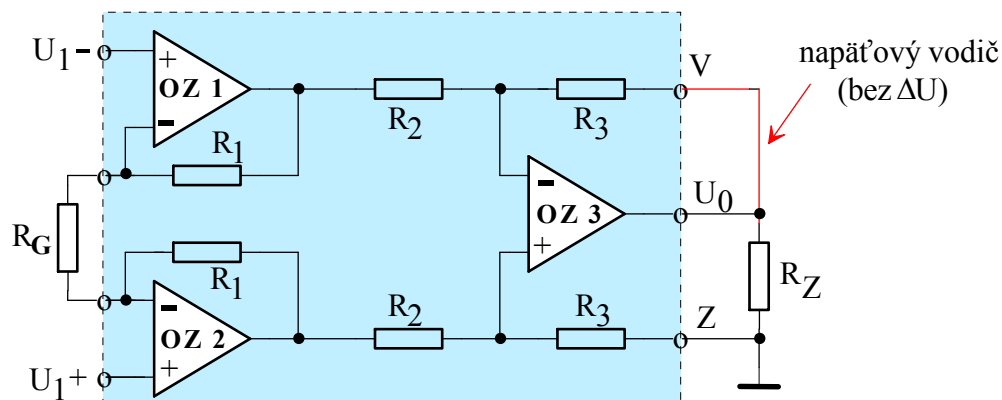 U1-
+
OZ 1
-
R1
RG
R1
-
OZ 2
+
U1+
R2
R3
V
-
OZ 3
+
U0
R2
R3
Z
RZ
napäťový vodič
(bez ΔU)